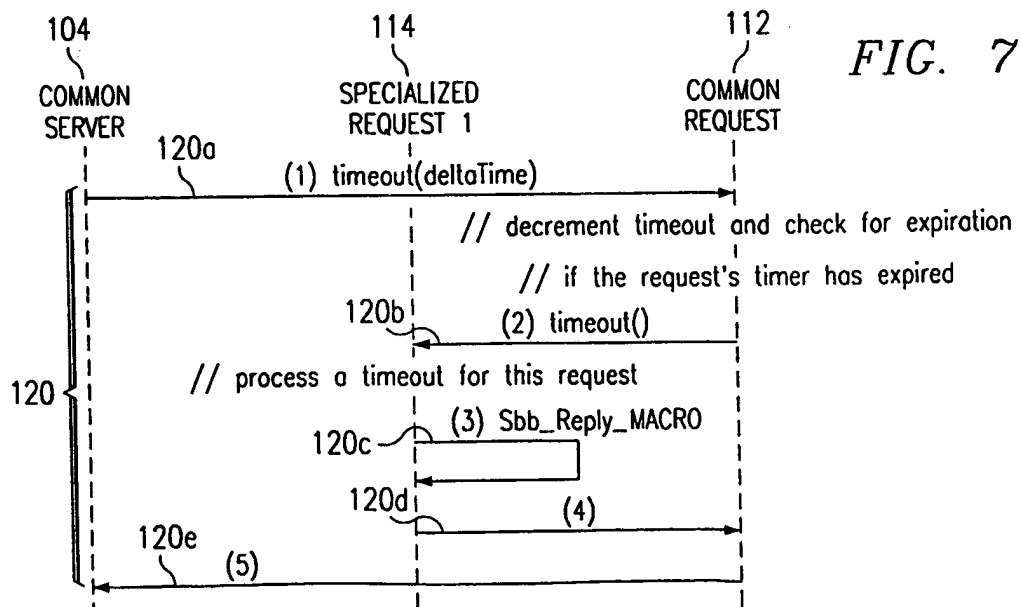 104
114
112
FIG. 7
COMMON
SERVER
SPECIALIZED
REQUEST 1
COMMON
REQUEST
120a
(1) timeout(deltaTime)
// decrement timeout and check for expiration
// if the request's timer has expired
120b
(2) timeout()
120
// process a timeout for this request
(3) Sbb_Reply_MACRO
120c
120d
(4)
120e
(5)